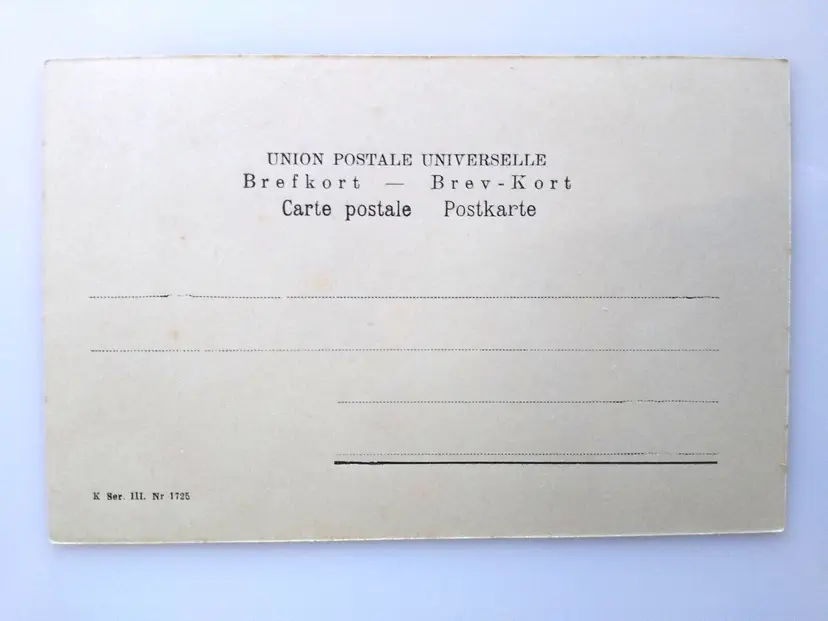 UNION POSTALE UNIVERSELLE
Brefkort — Brev-Kort
Carte postale Postkarte
K Ser. III. Nr 1725